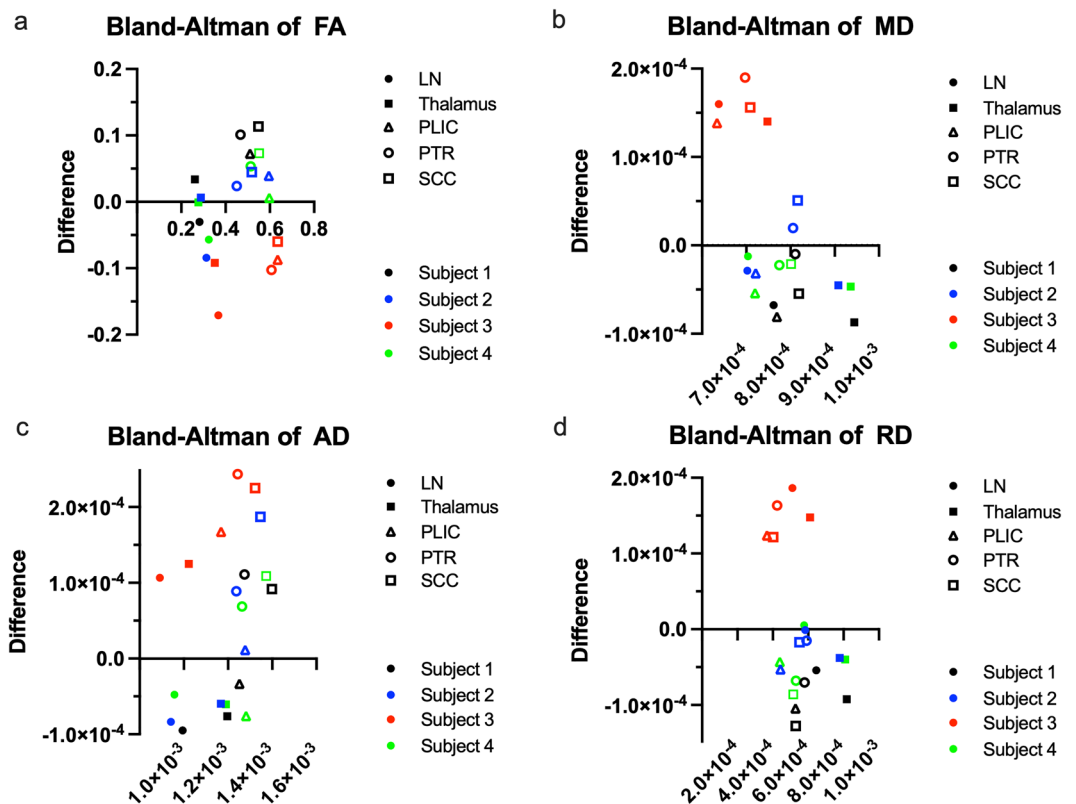 a
Bland-Altman of FA
Difference
0.2
0.1
0.0
-0.1
-0.2
0.2 0.4 0.6 0.8
LN
Thalamus
PLIC
PTR
SCC
Subject 1
Subject 2
Subject 3
Subject 4
b
Bland-Altman of MD
Difference
2.0×10-4
1.0×10-4
0.0
-1.0×10-4
7.0×10-4
8.0×10-4
9.0×10-4
1.0×10-3
LN
Thalamus
PLIC
PTR
SCC
Subject 1
Subject 2
Subject 3
Subject 4
c
Bland-Altman of AD
Difference
2.0×10-4
1.0×10-4
0.0
-1.0×10-4
1.0×10-3
1.2×10-3
1.4×10-3
1.6×10-3
LN
Thalamus
PLIC
PTR
SCC
Subject 1
Subject 2
Subject 3
Subject 4
d
Bland-Altman of RD
Difference
2.0×10-4
1.0×10-4
0.0
-1.0×10-4
2.0×10-4
4.0×10-4
6.0×10-4
8.0×10-4
1.0×10-3
LN
Thalamus
PLIC
PTR
SCC
Subject 1
Subject 2
Subject 3
Subject 4